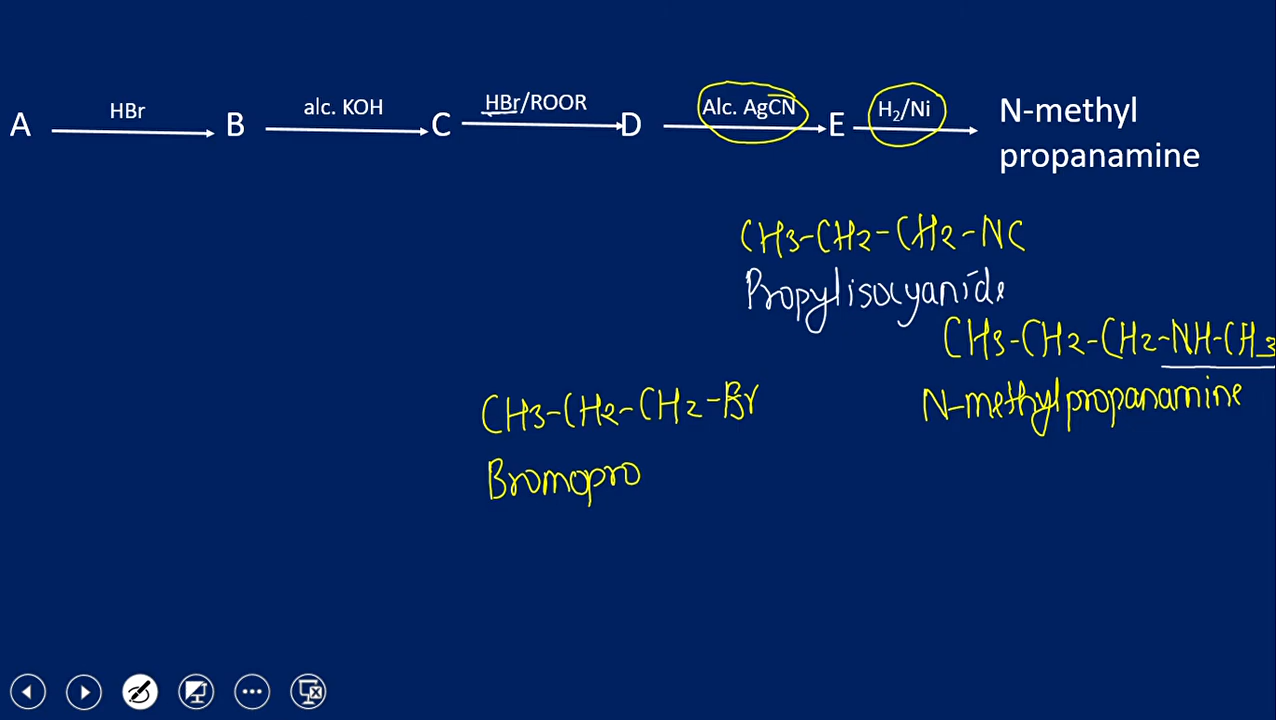 A HBr B alc. KOH C HBr/ROOR D Alc. AgCN E H₂/Ni N-methyl
propanamine
CH3-CH2-CH2-NC
Propylisocyanide
CH3-CH2-CH2-NH-CH3
N-methylpropanamine
CH3-CH2-CH2-Br
Bromopro